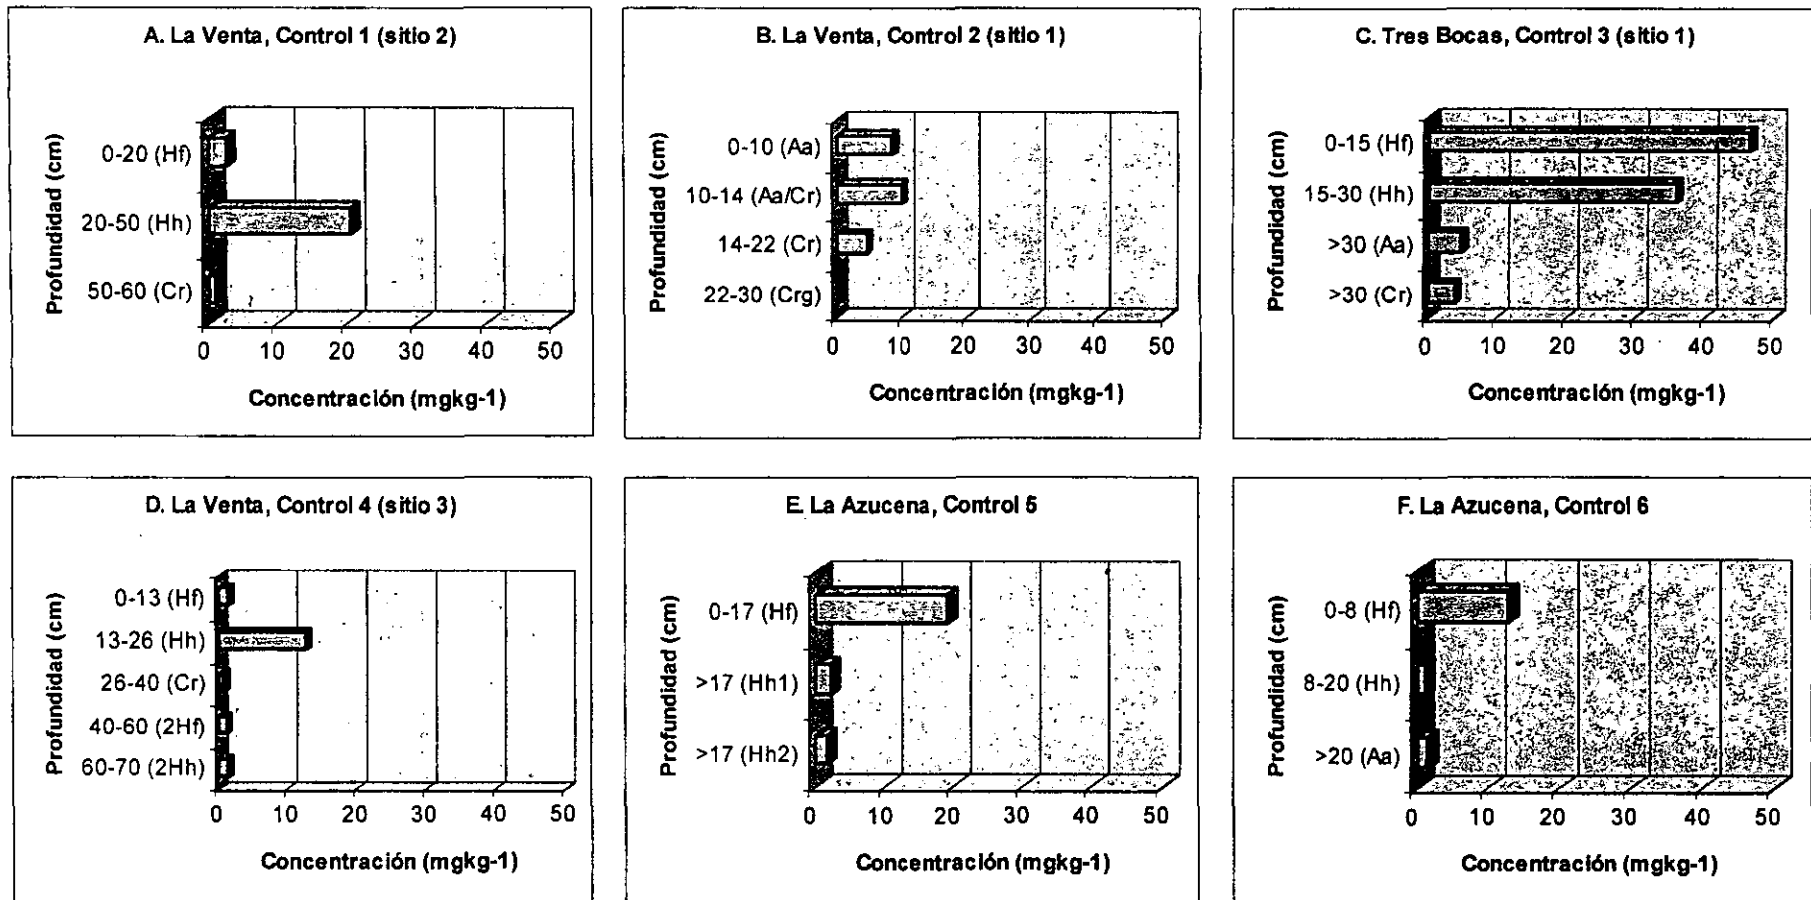 A. La Venta, Control 1 (sitio 2)
Profundidad (cm)
0-20 (Hf)
20-50 (Hh)
50-60 (Cr)
0 10 20 30 40 50
Concentración (mgkg-1)
B. La Venta, Control 2 (sitio 1)
Profundidad (cm)
0-10 (Aa)
10-14 (Aa/Cr)
14-22 (Cr)
22-30 (Crg)
0 10 20 30 40 50
Concentración (mgkg-1)
C. Tres Bocas, Control 3 (sitio 1)
Profundidad (cm)
0-15 (Hf)
15-30 (Hh)
>30 (Aa)
>30 (Cr)
0 10 20 30 40 50
Concentración (mgkg-1)
D. La Venta, Control 4 (sitio 3)
Profundidad (cm)
0-13 (Hf)
13-26 (Hh)
26-40 (Cr)
40-60 (2Hf)
60-70 (2Hh)
0 10 20 30 40 50
Concentración (mgkg-1)
E. La Azucena, Control 5
Profundidad (cm)
0-17 (Hf)
>17 (Hh1)
>17 (Hh2)
0 10 20 30 40 50
Concentración (mgkg-1)
F. La Azucena, Control 6
Profundidad (cm)
0-8 (Hf)
8-20 (Hh)
>20 (Aa)
0 10 20 30 40 50
Concentración (mgkg-1)